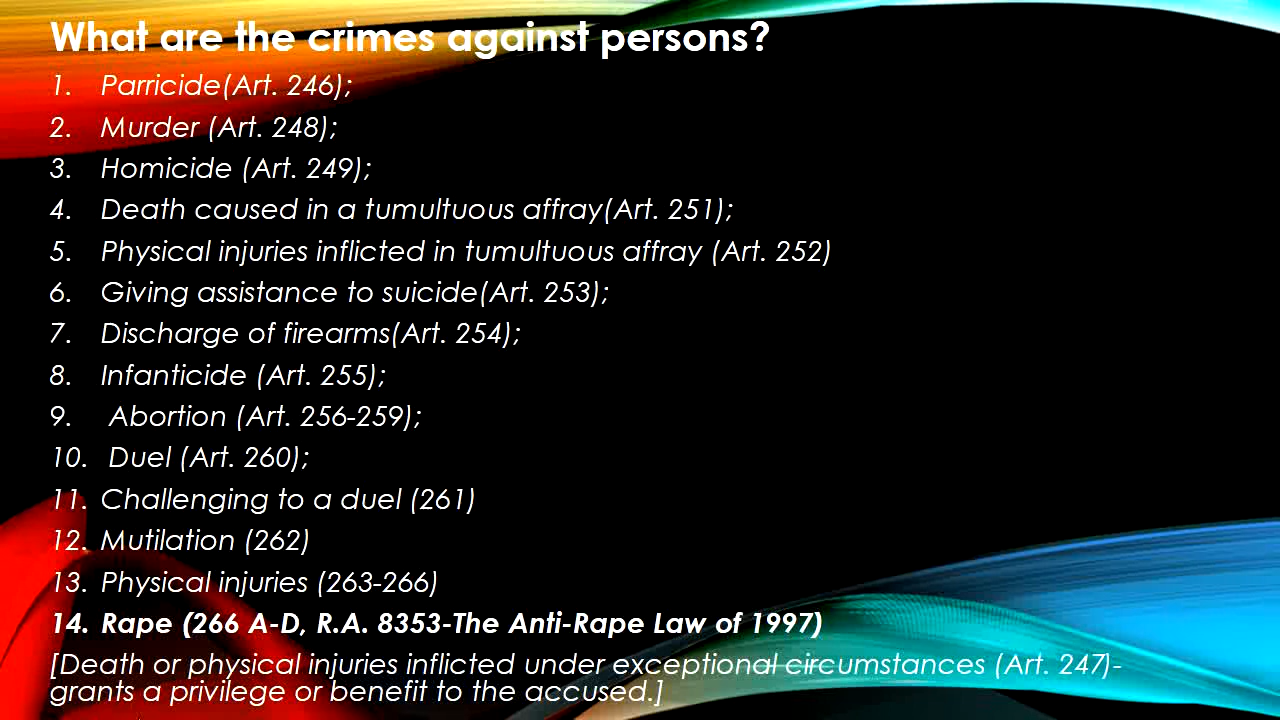 What are the crimes against persons?
1. Parricide(Art. 246);
2. Murder (Art. 248);
3. Homicide (Art. 249);
4. Death caused in a tumultuous affray(Art. 251);
5. Physical injuries inflicted in tumultuous affray (Art. 252)
6. Giving assistance to suicide(Art. 253);
7. Discharge of firearms(Art. 254);
8. Infanticide (Art. 255);
9. Abortion (Art. 256-259);
10. Duel (Art. 260);
11. Challenging to a duel (261)
12. Mutilation (262)
13. Physical injuries (263-266)
14. Rape (266 A-D, R.A. 8353-The Anti-Rape Law of 1997)
[Death or physical injuries inflicted under exceptional circumstances (Art. 247)-
grants a privilege or benefit to the accused.]